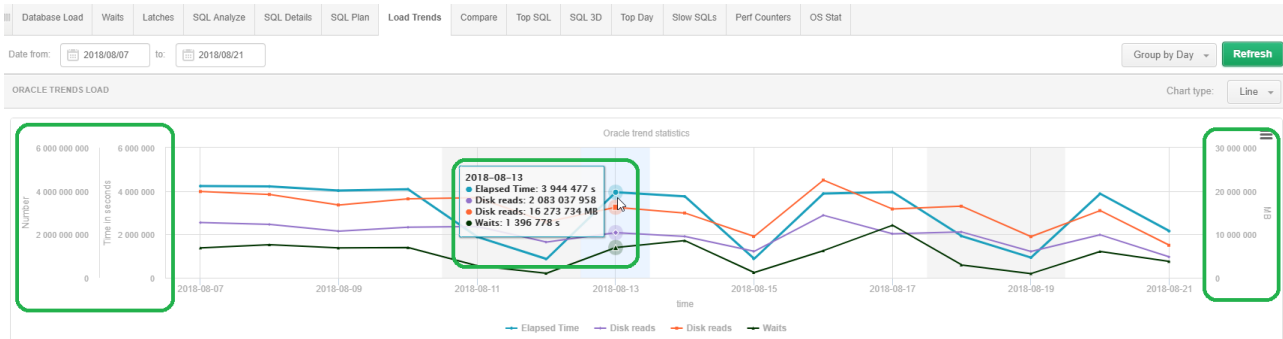 Database Load Waits Latches SQL Analyze SQL Details SQL Plan Load Trends Compare Top SQL SQL 3D Top Day Slow SQLs Perf Counters OS Stat
Date from: 2018/08/07 to: 2018/08/21 Group by Day Refresh
ORACLE TRENDS LOAD Chart type: Line
Oracle trend statistics
6 000 000 000 6 000 000 30 000 000
4 000 000 000 4 000 000 20 000 000
2 000 000 000 2 000 000 10 000 000
0 0 0
Number
Time in seconds
MB
2018-08-13
Elapsed Time: 3 944 477 s
Disk reads: 2 083 037 958
Disk reads: 16 273 734 MB
Waits: 1 396 778 s
2018-08-07 2018-08-09 2018-08-11 2018-08-13 2018-08-15 2018-08-17 2018-08-19 2018-08-21
time
Elapsed Time Disk reads Disk reads Waits